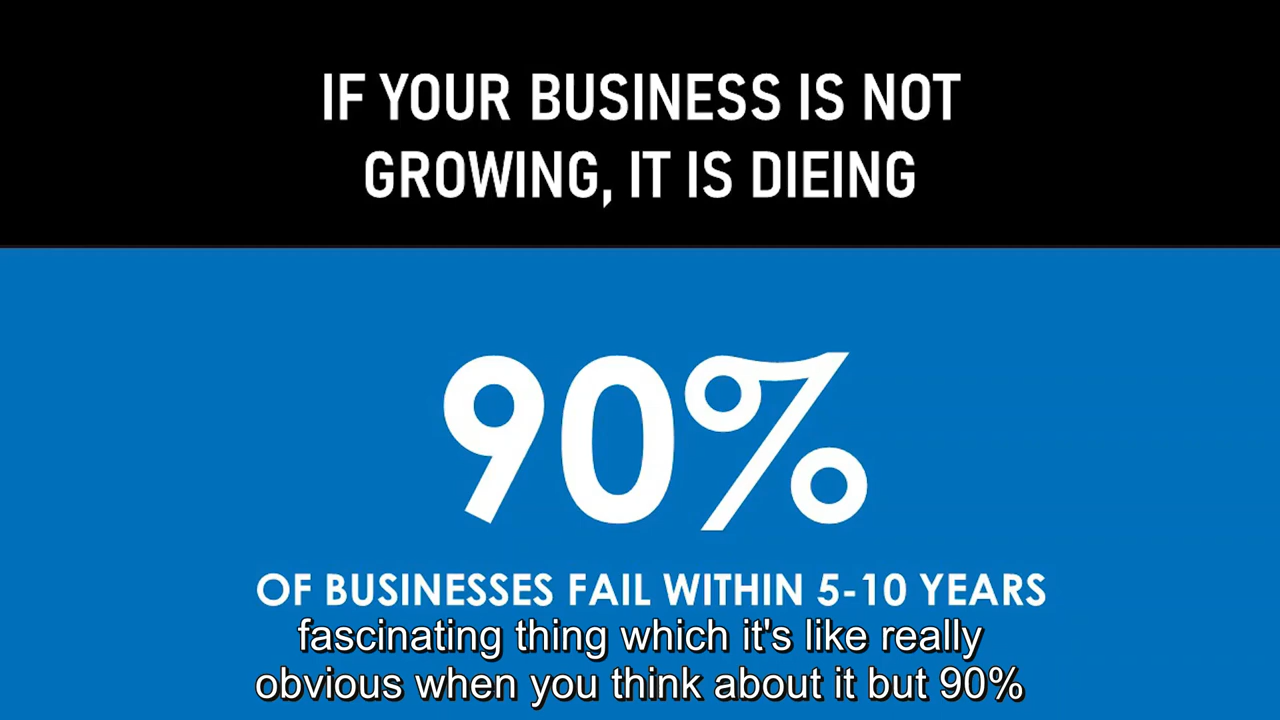 IF YOUR BUSINESS IS NOT
GROWING, IT IS DIEING
90%
OF BUSINESSES FAIL WITHIN 5-10 YEARS
fascinating thing which it's like really
obvious when you think about it but 90%